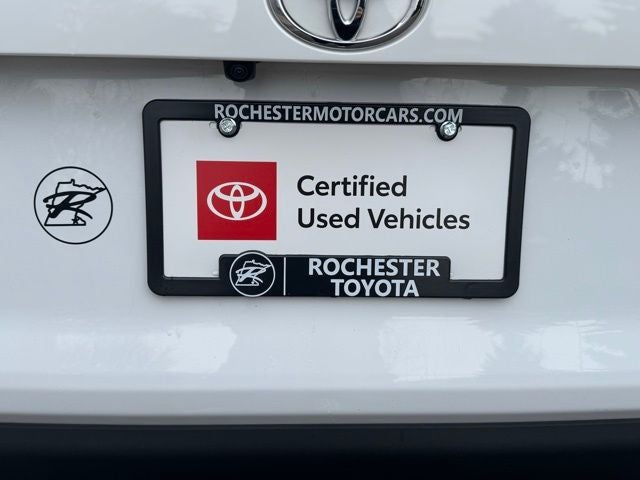 ROCHESTERMOTORCARS.COM
Certified
Used Vehicles
ROCHESTER
TOYOTA